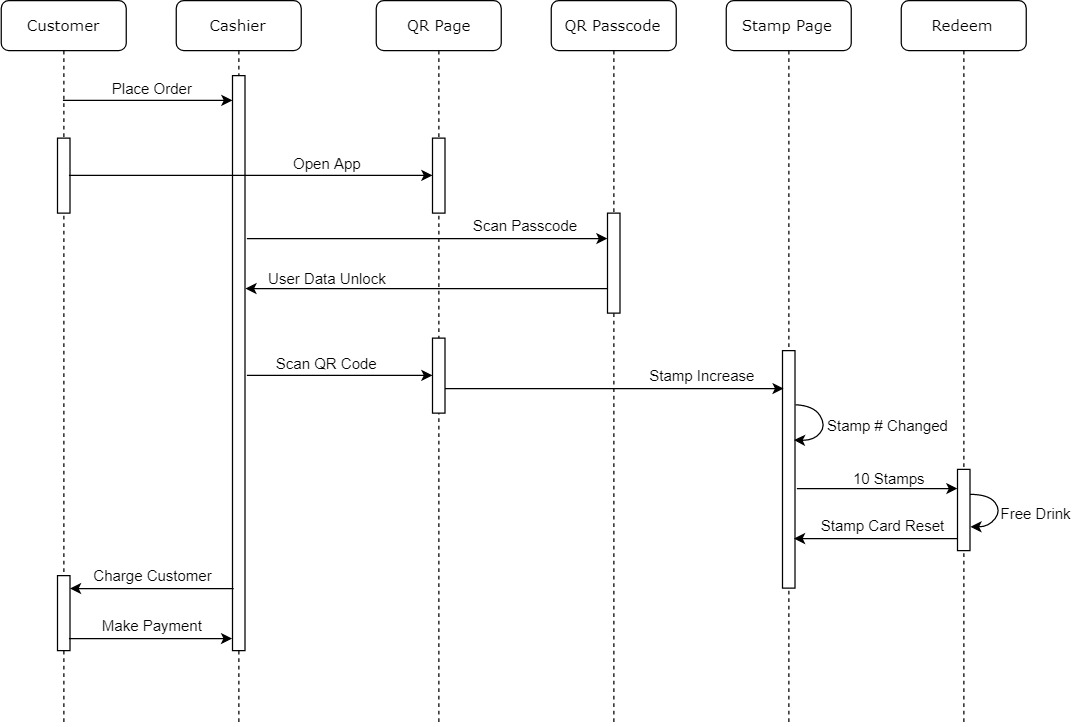 Customer
Cashier
QR Page
QR Passcode
Stamp Page
Redeem
Place Order
Open App
Scan Passcode
User Data Unlock
Scan QR Code
Stamp Increase
Stamp # Changed
10 Stamps
Free Drink
Stamp Card Reset
Charge Customer
Make Payment